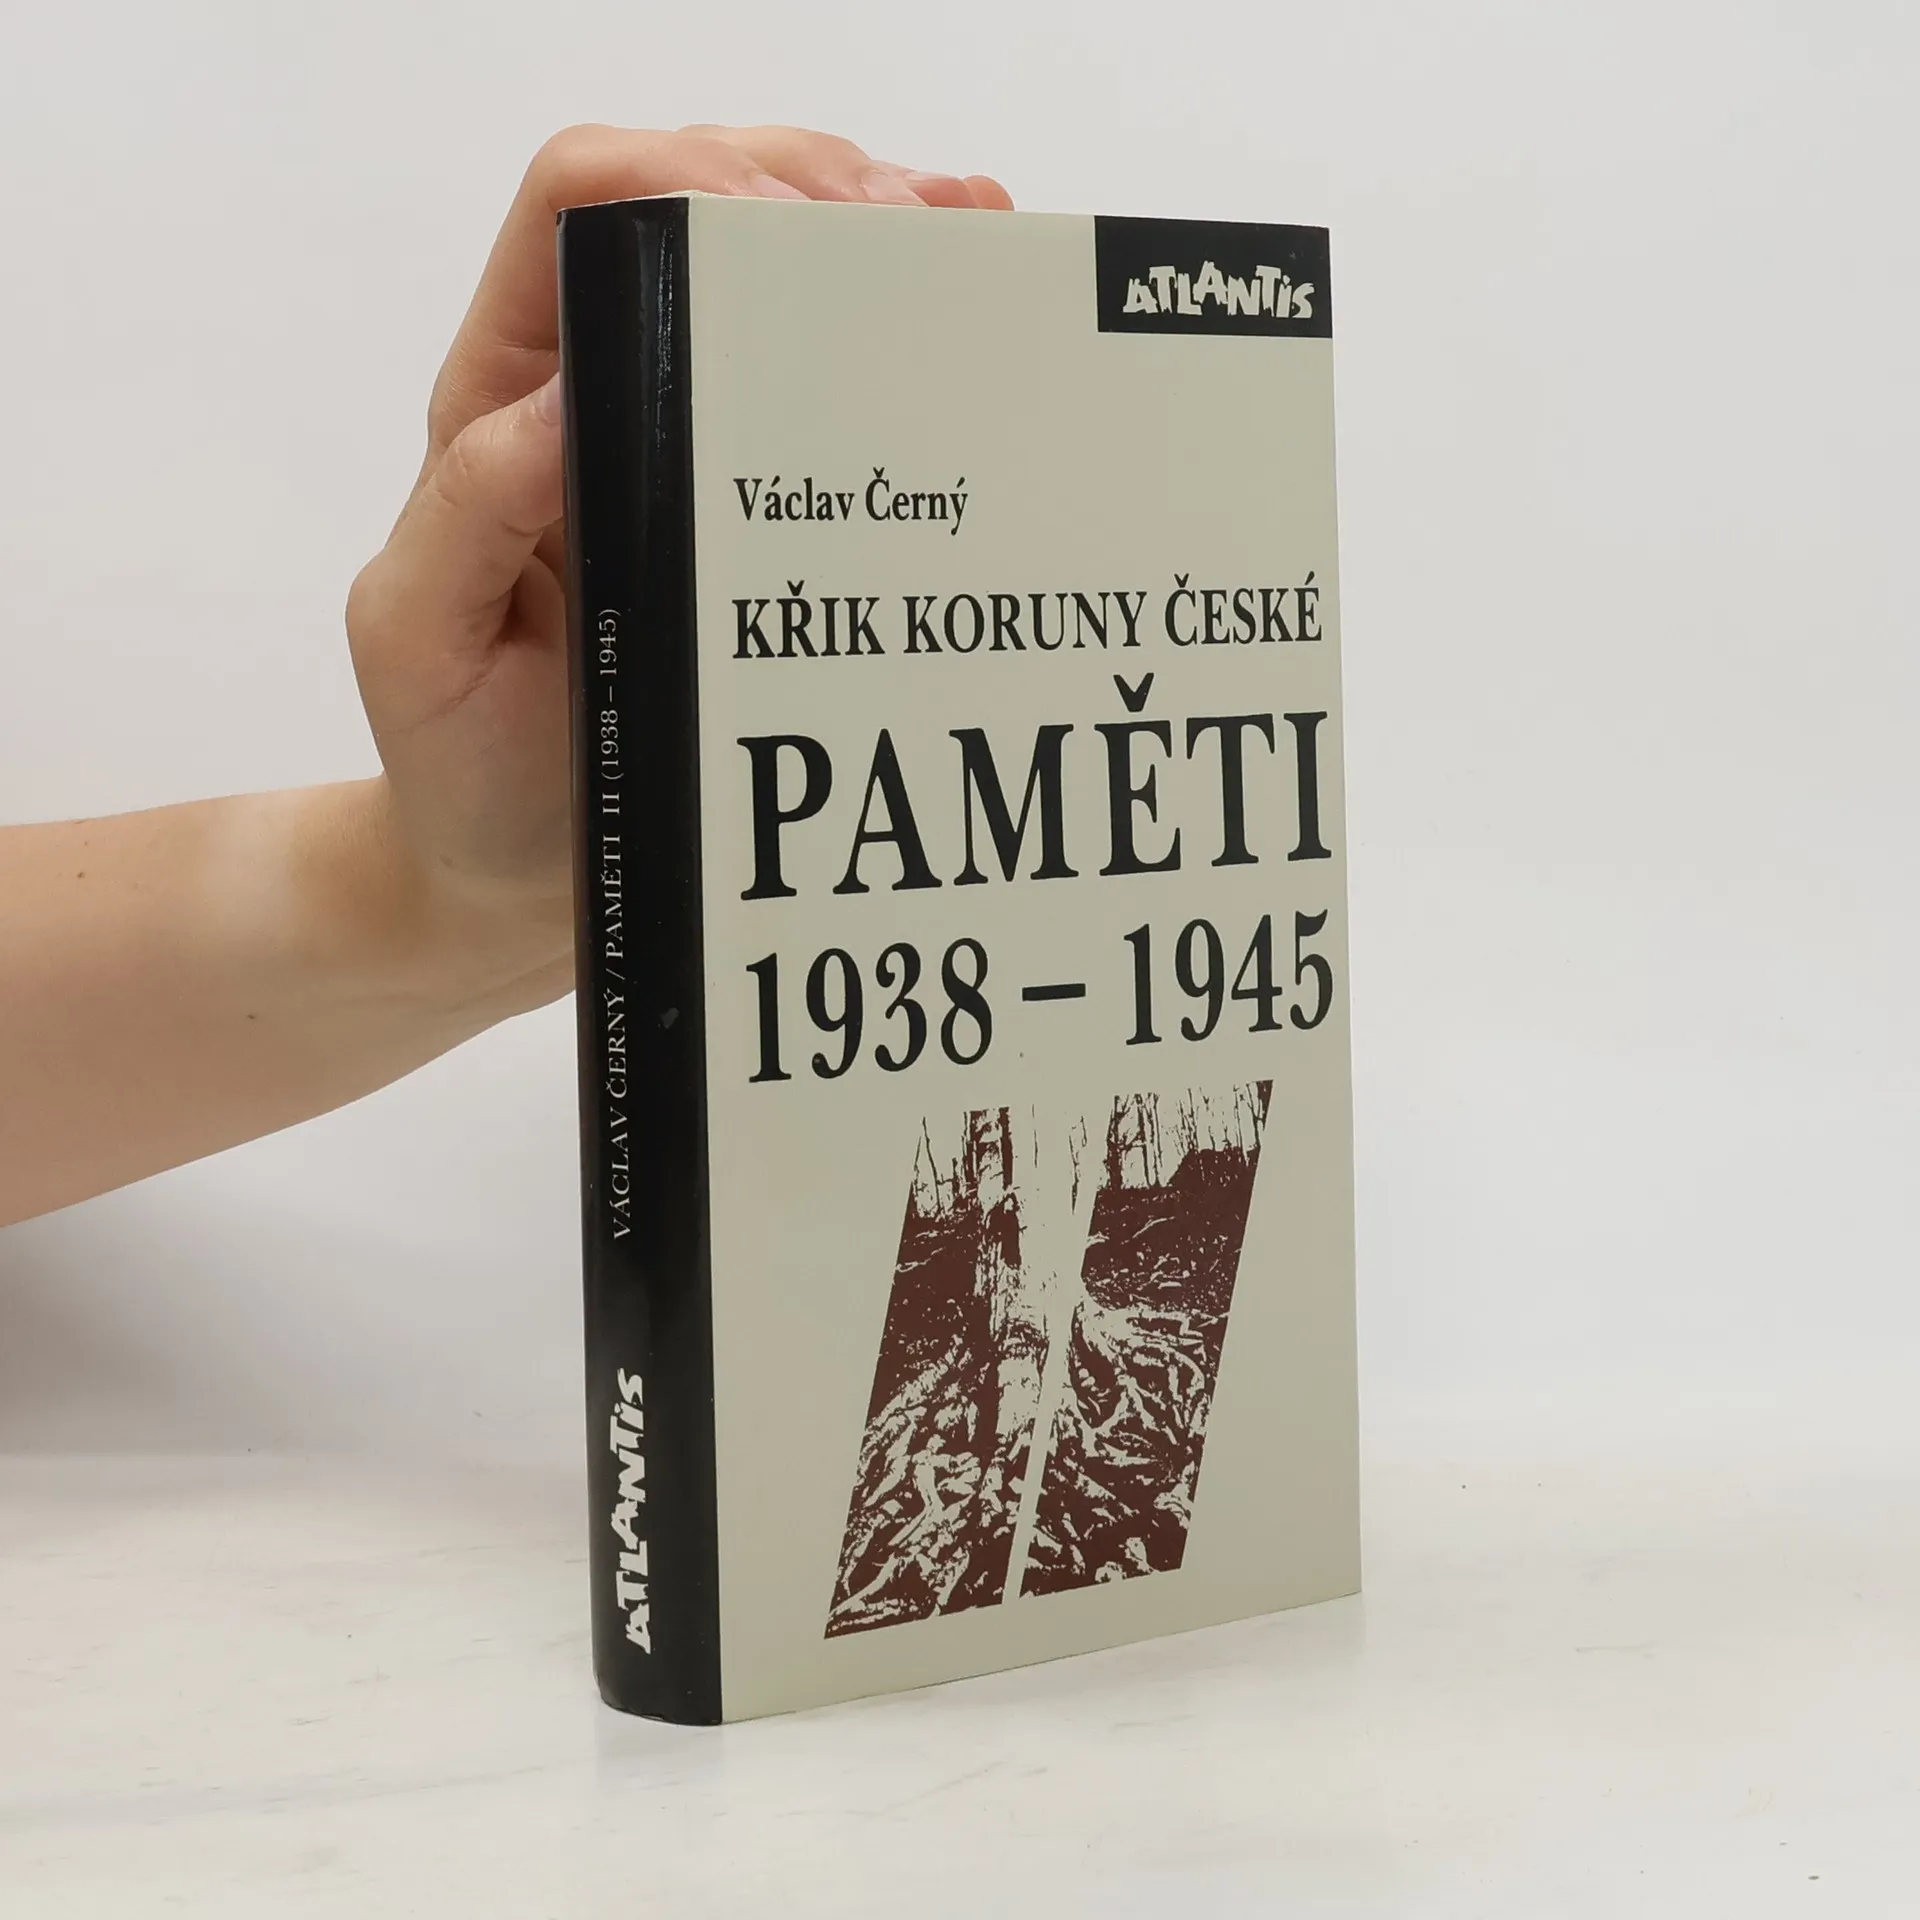 ATLANTIS
Václav Černý
KŘIK KORUNY ČESKÉ
PAMĚTI
1938 – 1945
VÁCLAV ČERNÝ / PAMĚTI II (1938 – 1945)
ATLANTIS